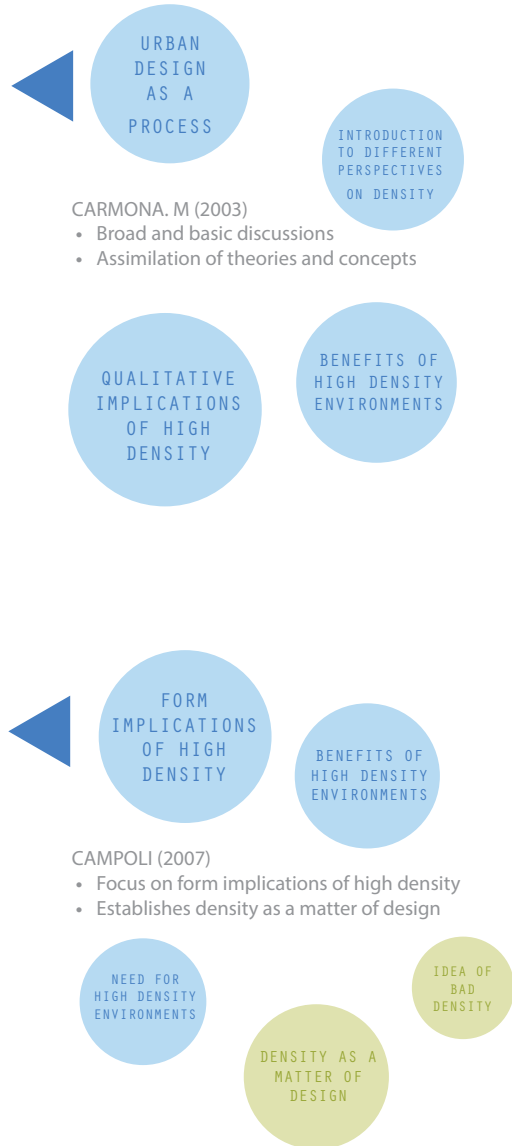 URBAN
DESIGN
AS A
PROCESS
INTRODUCTION
TO DIFFERENT
PERSPECTIVES
ON DENSITY
CARMONA. M (2003)
• Broad and basic discussions
• Assimilation of theories and concepts
QUALITATIVE
IMPLICATIONS
OF HIGH
DENSITY
BENEFITS OF
HIGH DENSITY
ENVIRONMENTS
FORM
IMPLICATIONS
OF HIGH
DENSITY
BENEFITS OF
HIGH DENSITY
ENVIRONMENTS
CAMPOLI (2007)
• Focus on form implications of high density
• Establishes density as a matter of design
NEED FOR
HIGH DENSITY
ENVIRONMENTS
IDEA OF
BAD
DENSITY
DENSITY AS A
MATTER OF
DESIGN